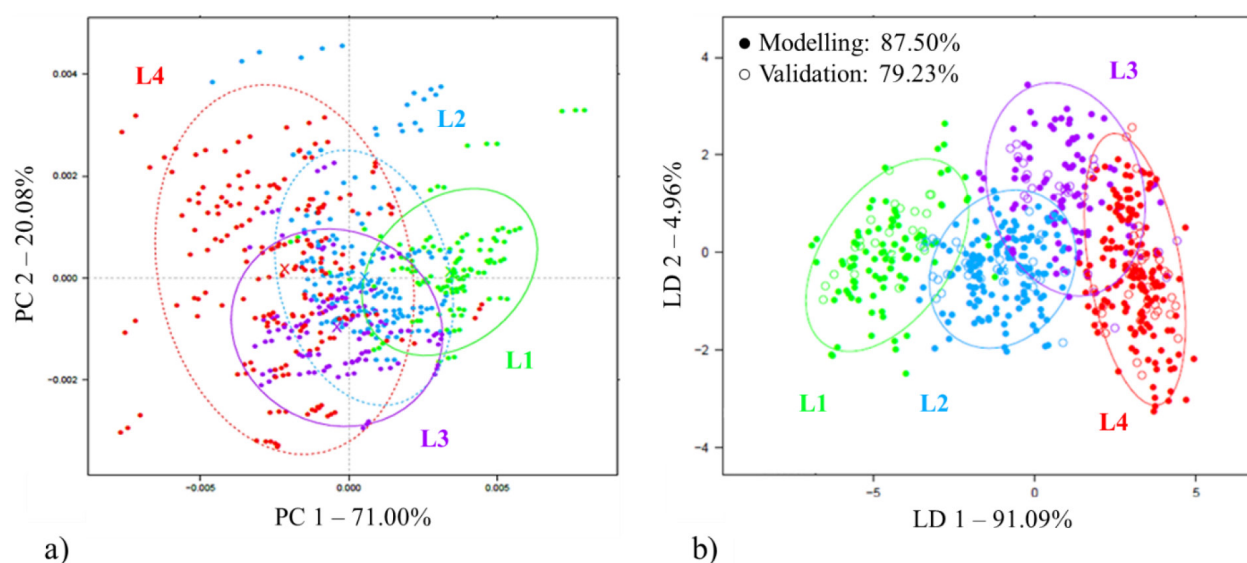 L4
L2
L1
L3
0.004
0.002
0.000
−0.002
PC 2 – 20.08%
-0.005
0.000
0.005
PC 1 – 71.00%
a)
● Modelling: 87.50%
○ Validation: 79.23%
L3
L1
L2
L4
4
2
0
−2
−4
LD 2 – 4.96%
−5
0
5
LD 1 – 91.09%
b)